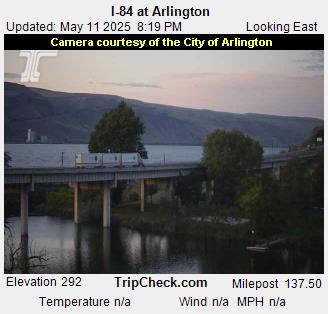 I-84 at Arlington
Updated: May 11 2025 8:19 PM Looking East
Camera courtesy of the City of Arlington
Elevation 292 TripCheck.com Milepost 137.50
Temperature n/a Wind n/a MPH n/a